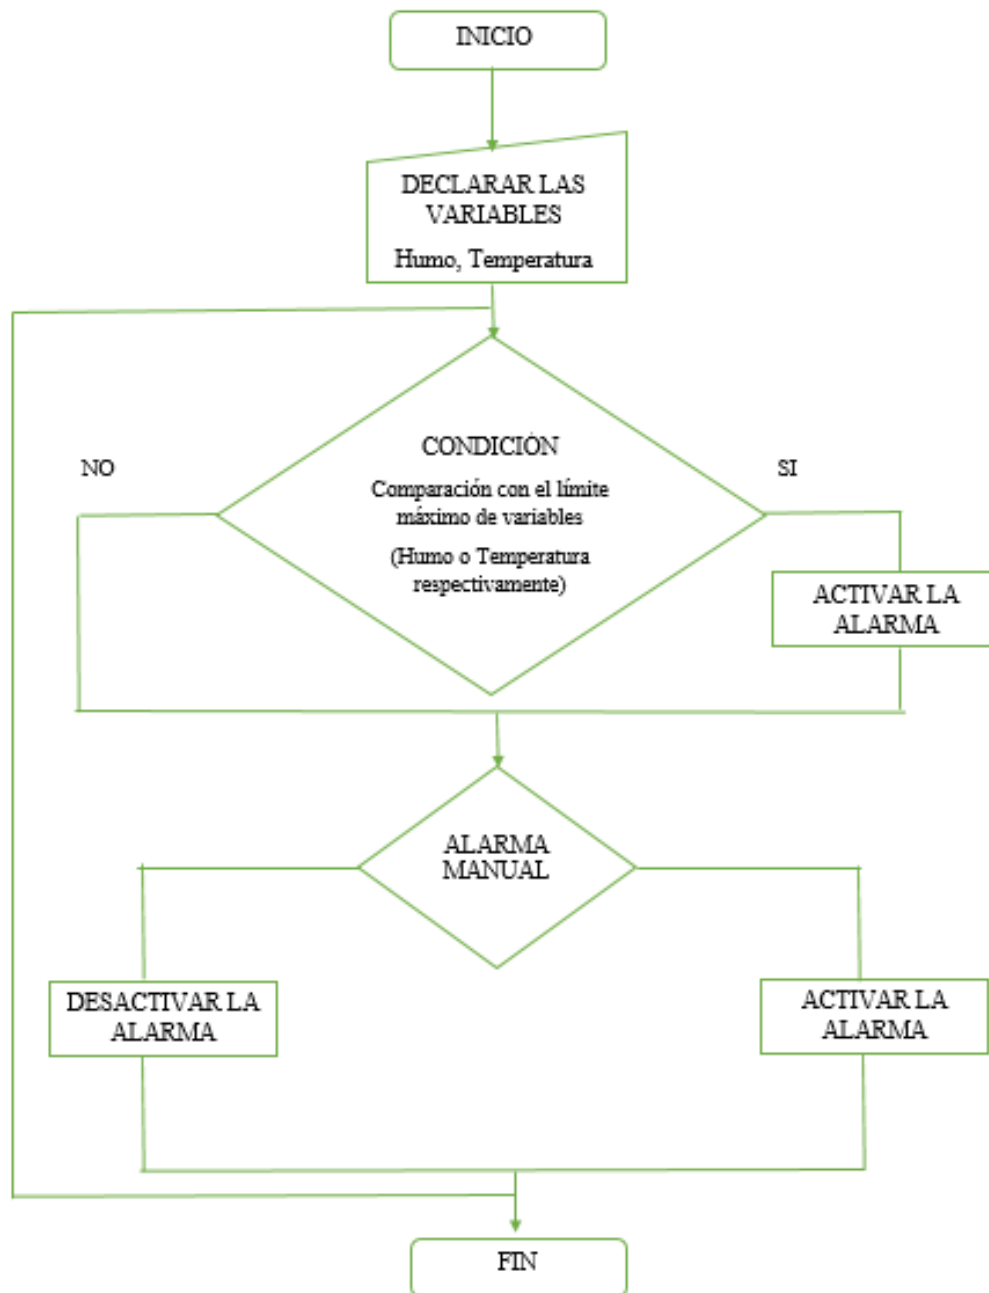 INICIO
DECLARAR LAS
VARIABLES
Humo, Temperatura
CONDICIÓN
NO
SI
Comparación con el límite
máximo de variables
(Humo o Temperatura
respectivamente)
ACTIVAR LA
ALARMA
ALARMA
MANUAL
DESACTIVAR LA
ALARMA
ACTIVAR LA
ALARMA
FIN